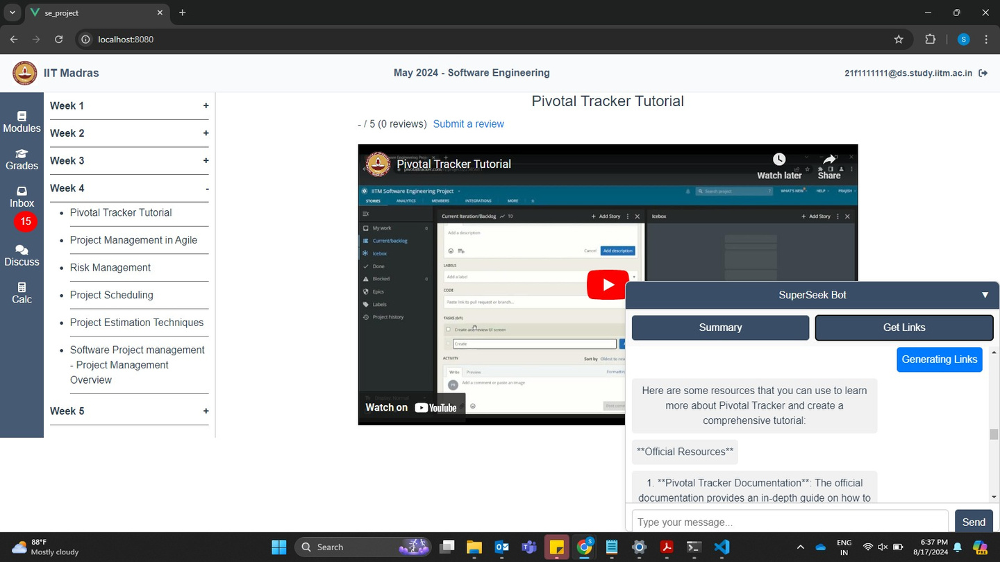 se_project
localhost:8080
IIT Madras
May 2024 - Software Engineering
21f1111111@ds.study.iitm.ac.in
Modules
Grades
Inbox
15
Discuss
Calc
Week 1 +
Week 2 +
Week 3 +
Week 4 -
Pivotal Tracker Tutorial
Project Management in Agile
Risk Management
Project Scheduling
Project Estimation Techniques
Software Project management
- Project Management
Overview
Week 5 +
Pivotal Tracker Tutorial
- / 5 (0 reviews) Submit a review
Pivotal Tracker Tutorial
Watch later
Share
IITM Software Engineering Project
Search project
WHAT'S NEW
HELP
PRAJISH
STORIES
ANALYTICS
MEMBERS
INTEGRATIONS
MORE
My work 0
Current/backlog
Icebox
Done
Blocked 0
Epics
Labels
Project history
Current Iteration/Backlog 10
+ Add Story
Icebox
+ Add Story
Add a description
Cancel
Add description
LABELS
Add a label
CODE
Paste link to pull request or branch...
TASKS (0/1)
Create and review UI screen
Create
ACTIVITY
Sort by
Write Preview
Add a comment or paste an image
Watch on YouTube
SuperSeek Bot
Summary
Get Links
Generating Links
Here are some resources that you can use to learn
more about Pivotal Tracker and create a
comprehensive tutorial:
**Official Resources**
1. **Pivotal Tracker Documentation**: The official
documentation provides an in-depth guide on how to
Type your message...
Send
88°F
Mostly cloudy
Search
ENG
IN
6:37 PM
8/17/2024